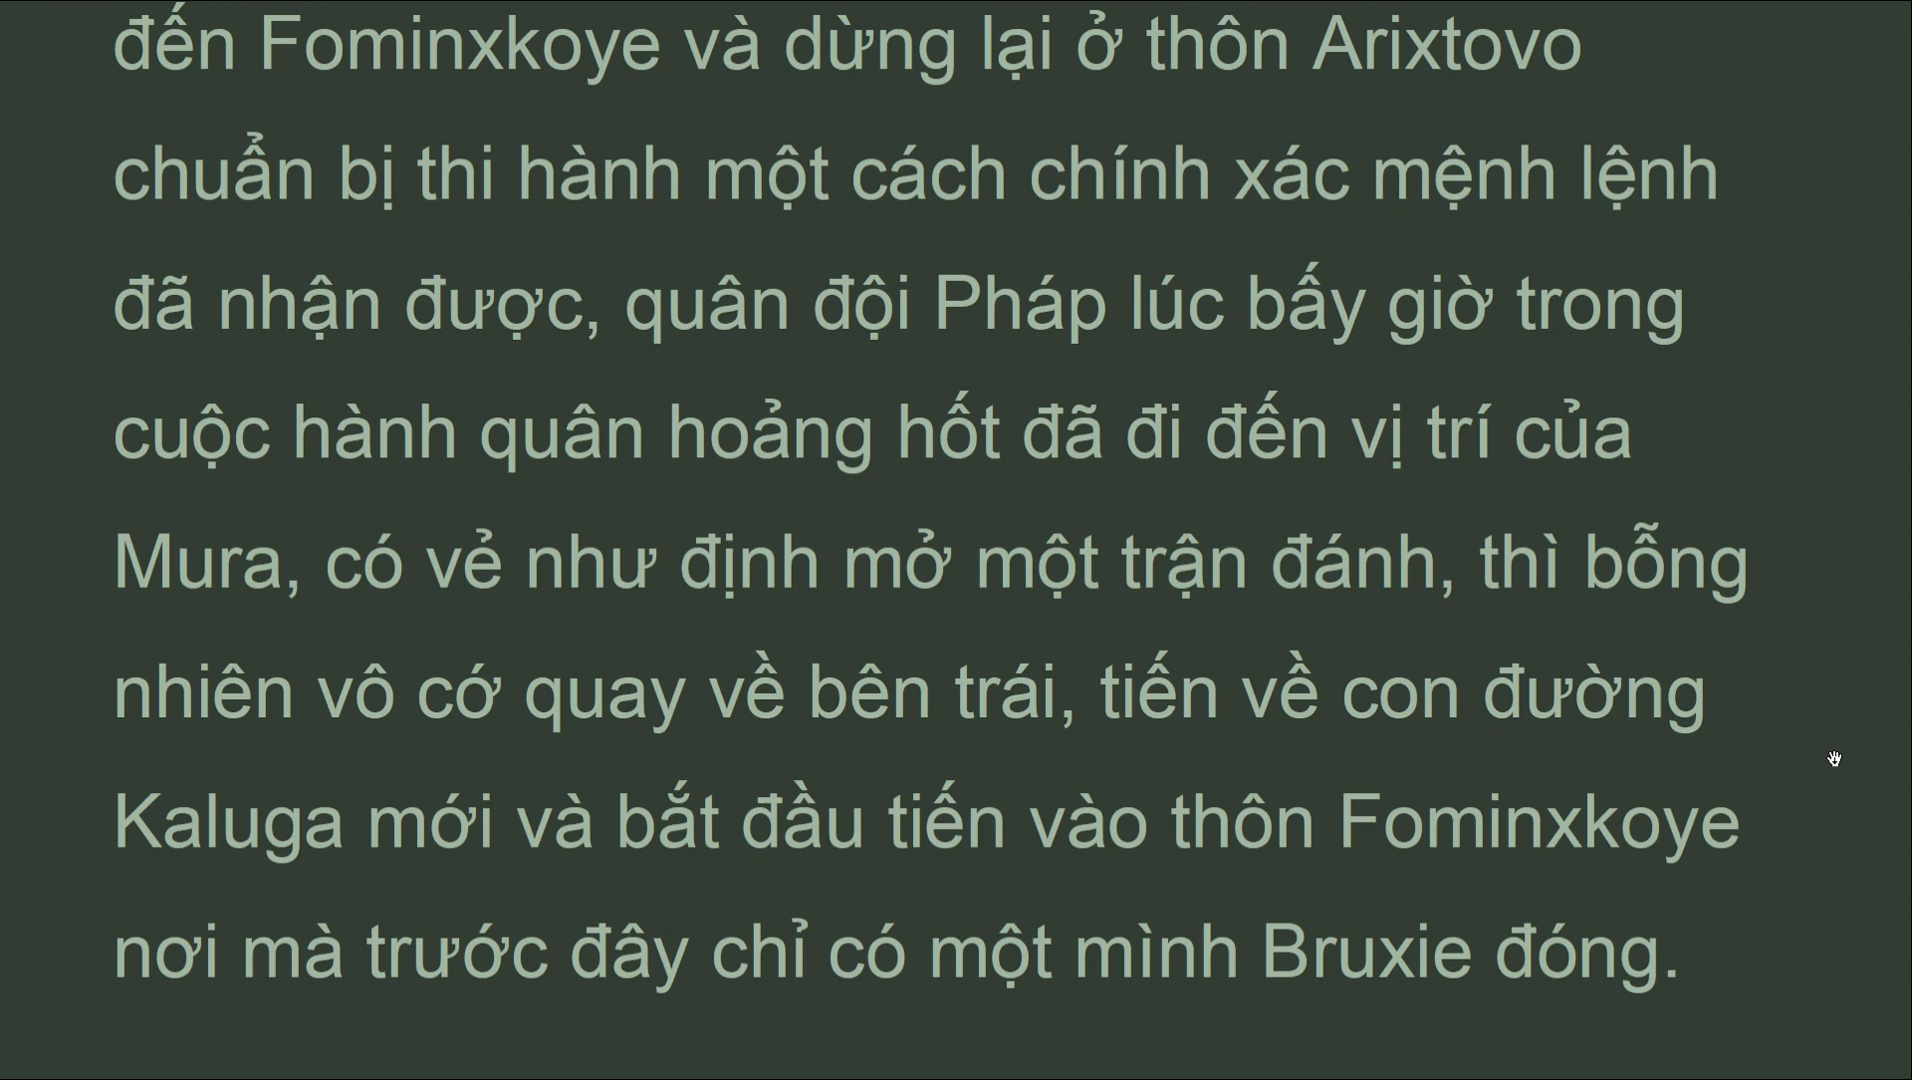 đến Fominxkoye và dừng lại ở thôn Arixtovo
chuẩn bị thi hành một cách chính xác mệnh lệnh
đã nhận được, quân đội Pháp lúc bấy giờ trong
cuộc hành quân hoảng hốt đã đi đến vị trí của
Mura, có vẻ như định mở một trận đánh, thì bỗng
nhiên vô cớ quay về bên trái, tiến về con đường
Kaluga mới và bắt đầu tiến vào thôn Fominxkoye
nơi mà trước đây chỉ có một mình Bruxie đóng.